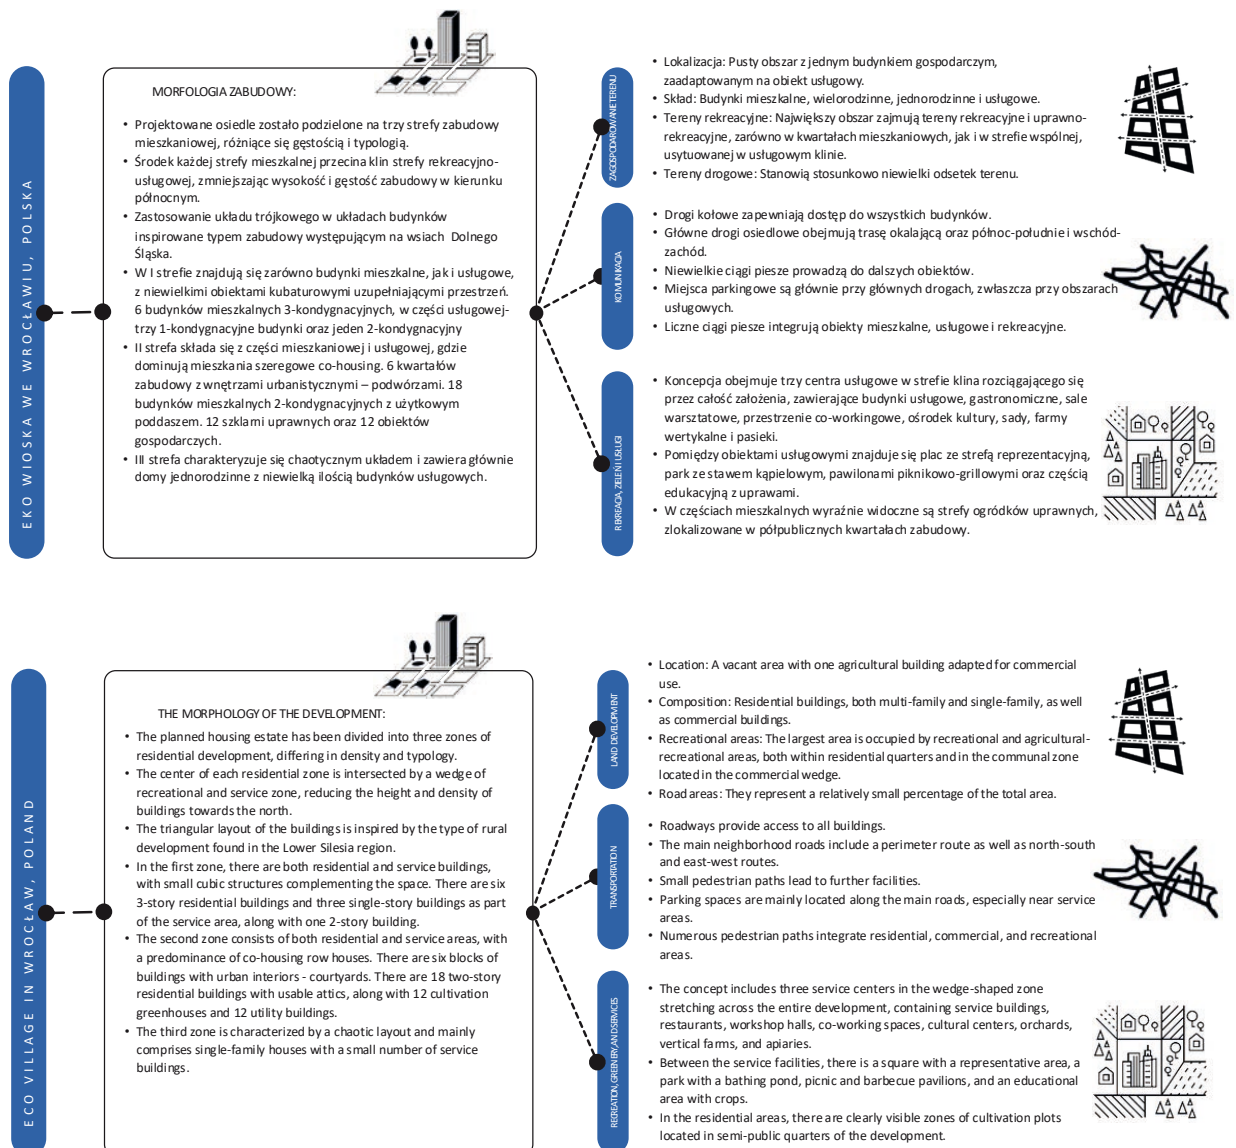 EKO WIOSKA WE WROCŁAWIU, POLSKA
MORFOLOGIA ZABUDOWY:
• Projektowane osiedle zostało podzielone na trzy strefy zabudowy
mieszkaniowej, różniące się gęstością i typologią.
• Środek każdej strefy mieszkalnej przecina klin strefy rekreacyjno-
usługowej, zmniejszając wysokość i gęstość zabudowy w kierunku
północnym.
• Zastosowanie układu trójkowego w układach budynków
inspirowane typem zabudowy występującym na wsiach Dolnego
Śląska.
• W I strefie znajdują się zarówno budynki mieszkalne, jak i usługowe,
z niewielkimi obiektami kubaturowymi uzupełniającymi przestrzeń.
6 budynków mieszkalnych 3-kondygnacyjnych, w części usługowej-
trzy 1-kondygnacyjne budynki oraz jeden 2-kondygnacyjny
• II strefa składa się z części mieszkaniowej i usługowej, gdzie
dominują mieszkania szeregowe co-housing. 6 kwartałów
zabudowy z wnętrzami urbanistycznymi – podwórzami. 18
budynków mieszkalnych 2-kondygnacyjnych z użytkowym
poddaszem. 12 szklarni uprawnych oraz 12 obiektów
gospodarczych.
• III strefa charakteryzuje się chaotycznym układem i zawiera głównie
domy jednorodzinne z niewielką ilością budynków usługowych.
ZAGOSPODAROWANIE TERENU
• Lokalizacja: Pusty obszar z jednym budynkiem gospodarczym,
zaadaptowanym na obiekt usługowy.
• Skład: Budynki mieszkalne, wielorodzinne, jednorodzinne i usługowe.
• Tereny rekreacyjne: Największy obszar zajmują tereny rekreacyjne i uprawno-
rekreacyjne, zarówno w kwartałach mieszkaniowych, jak i w strefie wspólnej,
usytuowanej w usługowym klinie.
• Tereny drogowe: Stanowią stosunkowo niewielki odsetek terenu.
KOMUNIKACJA
• Drogi kołowe zapewniają dostęp do wszystkich budynków.
• Główne drogi osiedlowe obejmują trasę okalającą oraz północ-południe i wschód-
zachód.
• Niewielkie ciągi piesze prowadzą do dalszych obiektów.
• Miejsca parkingowe są głównie przy głównych drogach, zwłaszcza przy obszarach
usługowych.
• Liczne ciągi piesze integrują obiekty mieszkalne, usługowe i rekreacyjne.
REKREACJA, ZIELEŃ I USŁUGI
• Koncepcja obejmuje trzy centra usługowe w strefie klina rozciągającego się
przez całość założenia, zawierające budynki usługowe, gastronomiczne, sale
warsztatowe, przestrzenie co-workingowe, ośrodek kultury, sady, farmy
wertykalne i pasieki.
• Pomiędzy obiektami usługowymi znajduje się plac ze strefą reprezentacyjną,
park ze stawem kąpielowym, pawilonami piknikowo-grillowymi oraz częścią
edukacyjną z uprawami.
• W częściach mieszkalnych wyraźnie widoczne są strefy ogródków uprawnych,
zlokalizowane w półpublicznych kwartałach zabudowy.
ECO VILLAGE IN WROCŁAW, POLAND
THE MORPHOLOGY OF THE DEVELOPMENT:
• The planned housing estate has been divided into three zones of
residential development, differing in density and typology.
• The center of each residential zone is intersected by a wedge of
recreational and service zone, reducing the height and density of
buildings towards the north.
• The triangular layout of the buildings is inspired by the type of rural
development found in the Lower Silesia region.
• In the first zone, there are both residential and service buildings,
with small cubic structures complementing the space. There are six
3-story residential buildings and three single-story buildings as part
of the service area, along with one 2-story building.
• The second zone consists of both residential and service areas, with
a predominance of co-housing row houses. There are six blocks of
buildings with urban interiors - courtyards. There are 18 two-story
residential buildings with usable attics, along with 12 cultivation
greenhouses and 12 utility buildings.
• The third zone is characterized by a chaotic layout and mainly
comprises single-family houses with a small number of service
buildings.
LAND DEVELOPMENT
• Location: A vacant area with one agricultural building adapted for commercial
use.
• Composition: Residential buildings, both multi-family and single-family, as well
as commercial buildings.
• Recreational areas: The largest area is occupied by recreational and agricultural-
recreational areas, both within residential quarters and in the communal zone
located in the commercial wedge.
• Road areas: They represent a relatively small percentage of the total area.
TRANSPORTATION
• Roadways provide access to all buildings.
• The main neighborhood roads include a perimeter route as well as north-south
and east-west routes.
• Small pedestrian paths lead to further facilities.
• Parking spaces are mainly located along the main roads, especially near service
areas.
• Numerous pedestrian paths integrate residential, commercial, and recreational
areas.
RECREATION, GREENERY, AND SERVICES
• The concept includes three service centers in the wedge-shaped zone
stretching across the entire development, containing service buildings,
restaurants, workshop halls, co-working spaces, cultural centers, orchards,
vertical farms, and apiaries.
• Between the service facilities, there is a square with a representative area, a
park with a bathing pond, picnic and barbecue pavilions, and an educational
area with crops.
• In the residential areas, there are clearly visible zones of cultivation plots
located in semi-public quarters of the development.